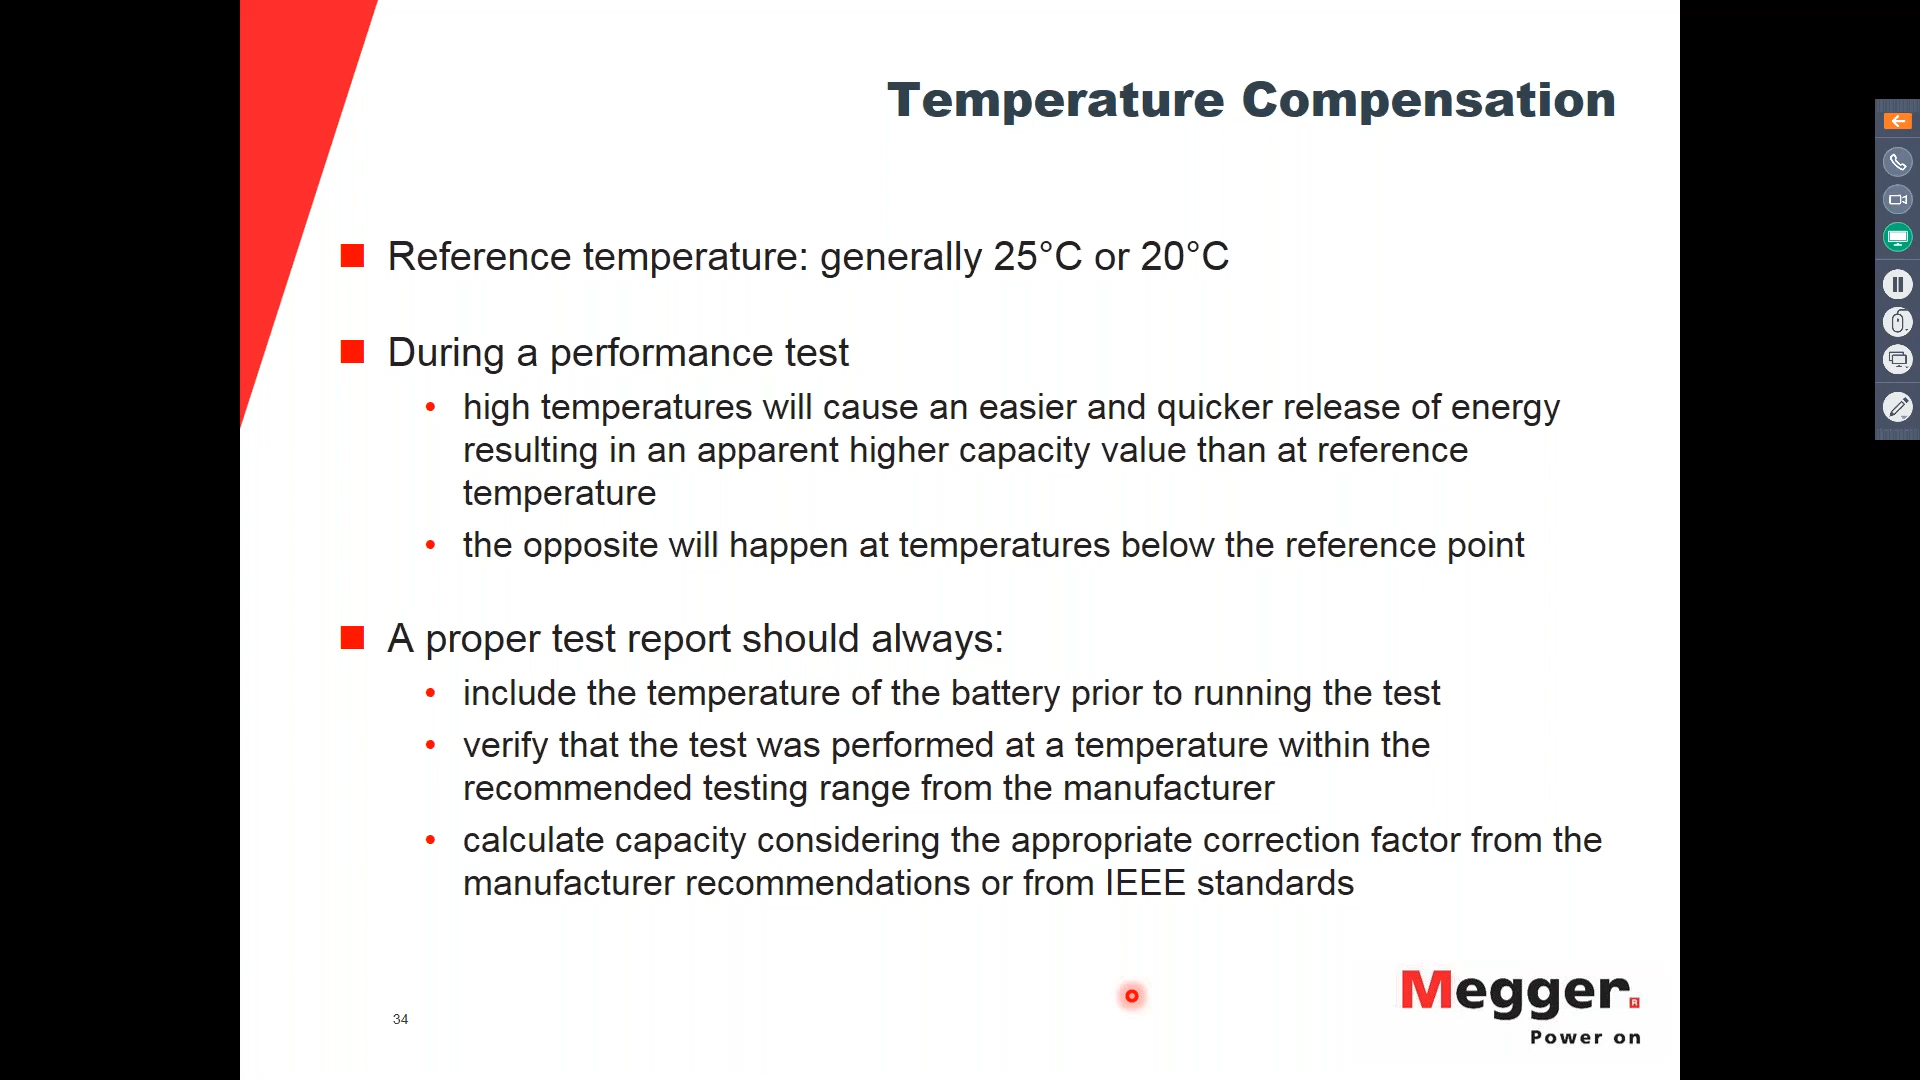 Temperature Compensation
Reference temperature: generally 25°C or 20°C
During a performance test
• high temperatures will cause an easier and quicker release of energy
resulting in an apparent higher capacity value than at reference
temperature
• the opposite will happen at temperatures below the reference point
A proper test report should always:
• include the temperature of the battery prior to running the test
• verify that the test was performed at a temperature within the
recommended testing range from the manufacturer
• calculate capacity considering the appropriate correction factor from the
manufacturer recommendations or from IEEE standards
34
Megger.
Power on